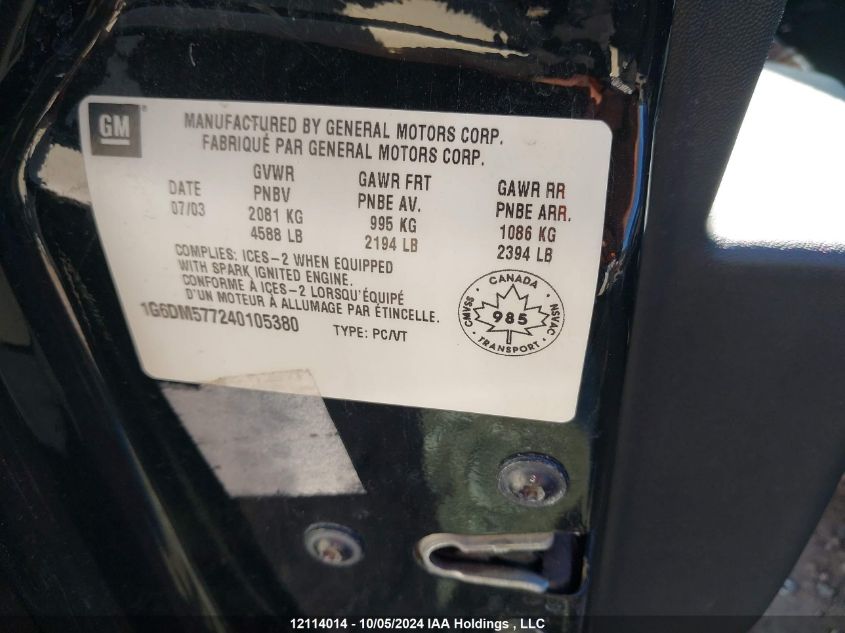 GM ®
MANUFACTURED BY GENERAL MOTORS CORP.
FABRIQUÉ PAR GENERAL MOTORS CORP.
DATE
07/03
GVWR
PNBV
2081 KG
4588 LB
GAWR FRT
PNBE AV.
995 KG
2194 LB
GAWR RR
PNBE ARR.
1086 KG
2394 LB
COMPLIES: ICES-2 WHEN EQUIPPED
WITH SPARK IGNITED ENGINE.
CONFORME À ICES-2 LORSQU'ÉQUIPÉ
D'UN MOTEUR À ALLUMAGE PAR ÉTINCELLE.
1G6DM577240105380
TYPE: PC/VT
CANADA
CMVSS
985
NSVAC
TRANSPORT
12114014 - 10/05/2024 IAA Holdings , LLC